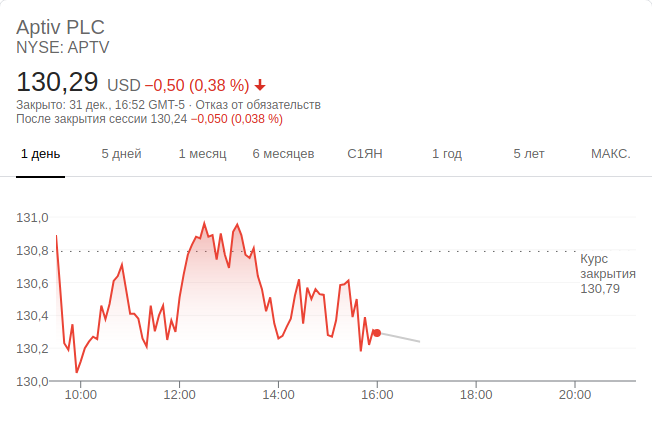 Aptiv PLC
NYSE: APTV
130,29 USD −0,50 (0,38 %)
Закрыто: 31 дек., 16:52 GMT-5 · Отказ от обязательств
После закрытия сессии 130,24 −0,050 (0,038 %)
1 день 5 дней 1 месяц 6 месяцев С1ЯН 1 год 5 лет МАКС.
131,0
130,8
Курс
закрытия
130,79
130,6
130,4
130,2
130,0
10:00 12:00 14:00 16:00 18:00 20:00